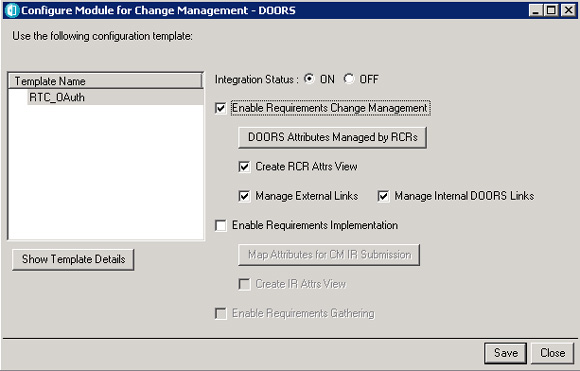 Configure Module for Change Management - DOORS
Use the following configuration template:
Template Name
RTC_OAuth
Show Template Details
Integration Status : ON OFF
Enable Requirements Change Management
DOORS Attributes Managed by RCRs
Create RCR Attrs View
Manage External Links Manage Internal DOORS Links
Enable Requirements Implementation
Map Attributes for CM IR Submission
Create IR Attrs View
Enable Requirements Gathering
Save Close